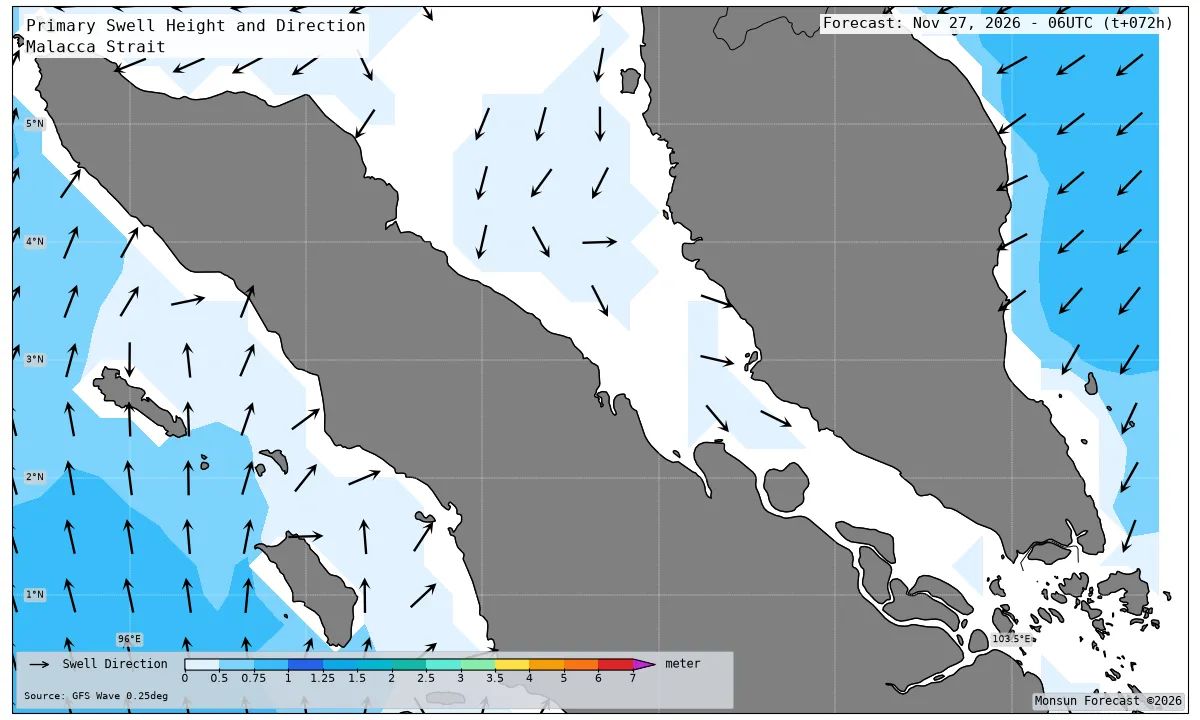 Primary Swell Height and Direction
Malacca Strait
Forecast: Nov 27, 2026 - 06UTC (t+072h)
5°N
4°N
3°N
2°N
1°N
96°E
103.5°E
Swell Direction
0 0.5 0.75 1 1.25 1.5 2 2.5 3 3.5 4 5 6 7
meter
Source: GFS Wave 0.25deg
Monsun Forecast ©2026